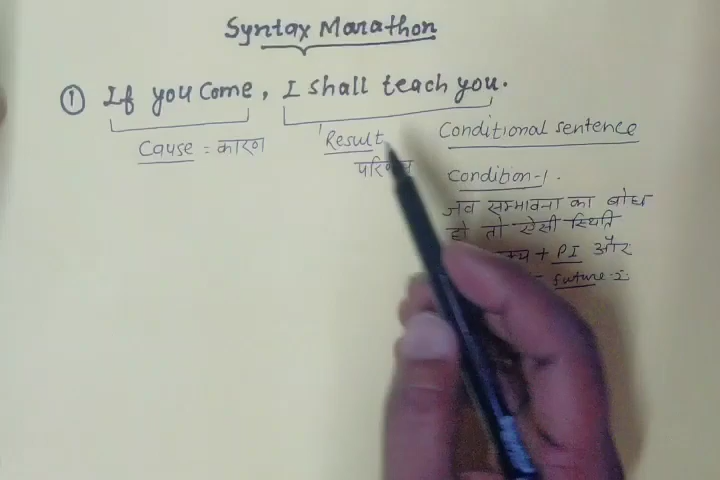 Syntax Marathon
① If you Come, I shall teach you.
Cause = कारण
Result
Conditional sentence
Condition-1.
जब सम्भावना का बोध
हो तो ऐसी स्थिति
+ PI और
future-I